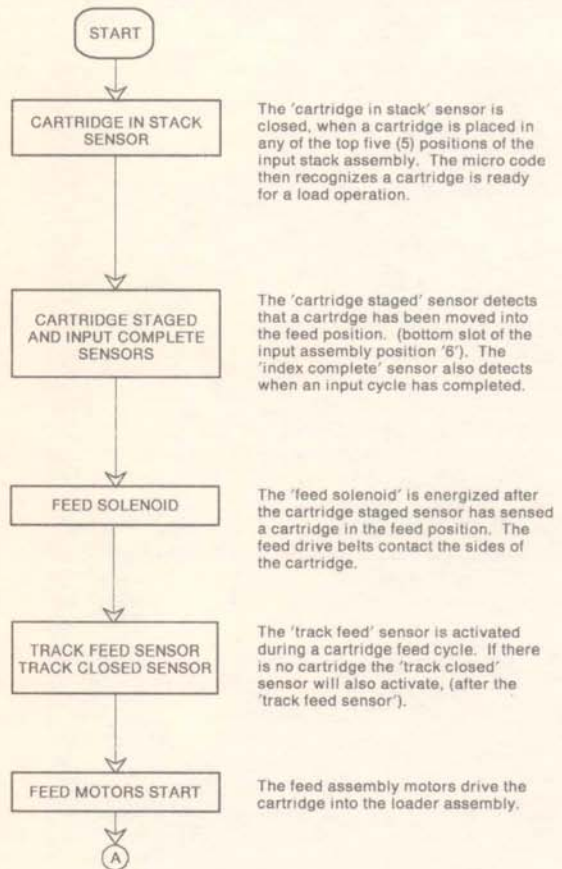 START
CARTRIDGE IN STACK
SENSOR
The 'cartridge in stack' sensor is
closed, when a cartridge is placed in
any of the top five (5) positions of the
input stack assembly. The micro code
then recognizes a cartridge is ready
for a load operation.
CARTRIDGE STAGED
AND INPUT COMPLETE
SENSORS
The 'cartridge staged' sensor detects
that a cartrdge has been moved into
the feed position. (bottom slot of the
input assembly position '6'). The
'index complete' sensor also detects
when an input cycle has completed.
FEED SOLENOID
The 'feed solenoid' is energized after
the cartridge staged sensor has sensed
a cartridge in the feed position. The
feed drive belts contact the sides of
the cartridge.
TRACK FEED SENSOR
TRACK CLOSED SENSOR
The 'track feed' sensor is activated
during a cartridge feed cycle. If there
is no cartridge the 'track closed'
sensor will also activate, (after the
'track feed sensor').
FEED MOTORS START
The feed assembly motors drive the
cartridge into the loader assembly.
A